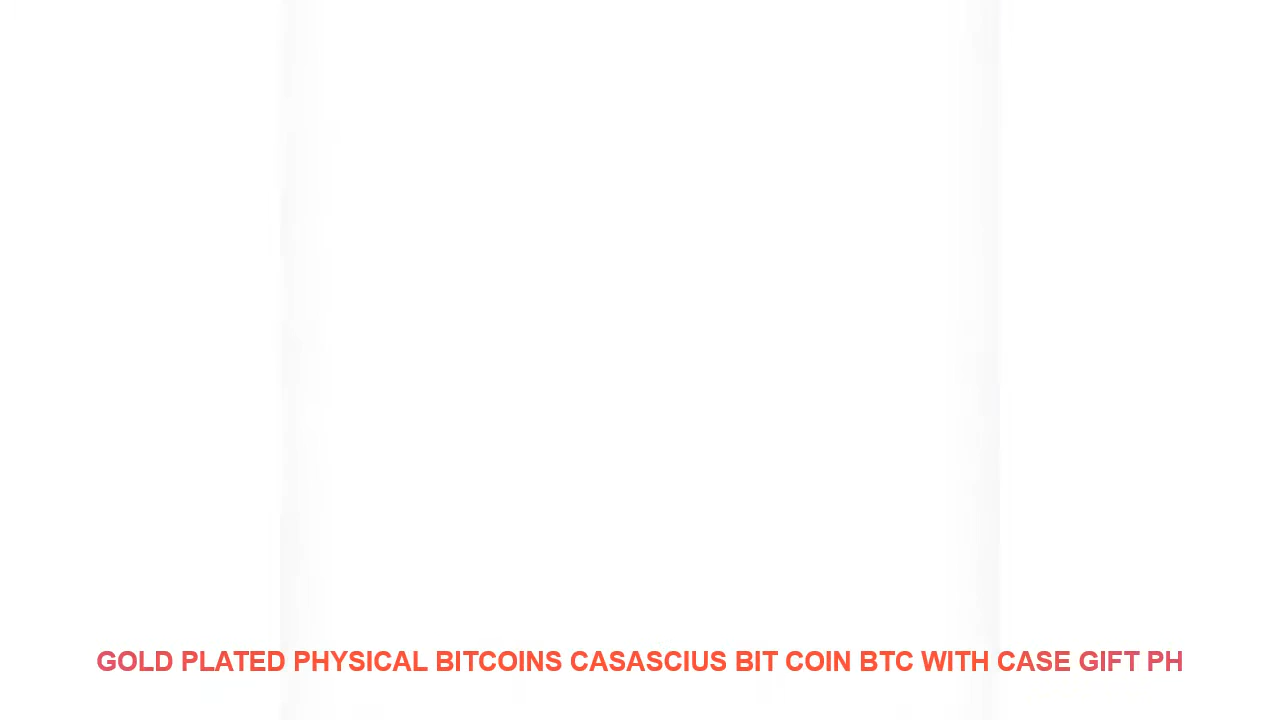 GOLD PLATED PHYSICAL BITCOINS CASASCIUS BIT COIN BTC WITH CASE GIFT PH